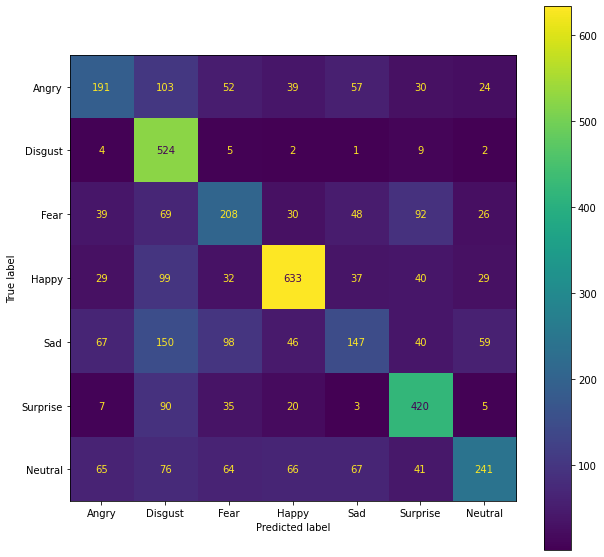 600
Angry 191 103 52 39 57 30 24
500
Disgust 4 524 5 2 1 9 2
Fear 39 69 208 30 48 92 26
400
True label
Happy 29 99 32 633 37 40 29
300
Sad 67 150 98 46 147 40 59
200
Surprise 7 90 35 20 3 420 5
Neutral 65 76 64 66 67 41 241
100
Angry Disgust Fear Happy Sad Surprise Neutral
Predicted label